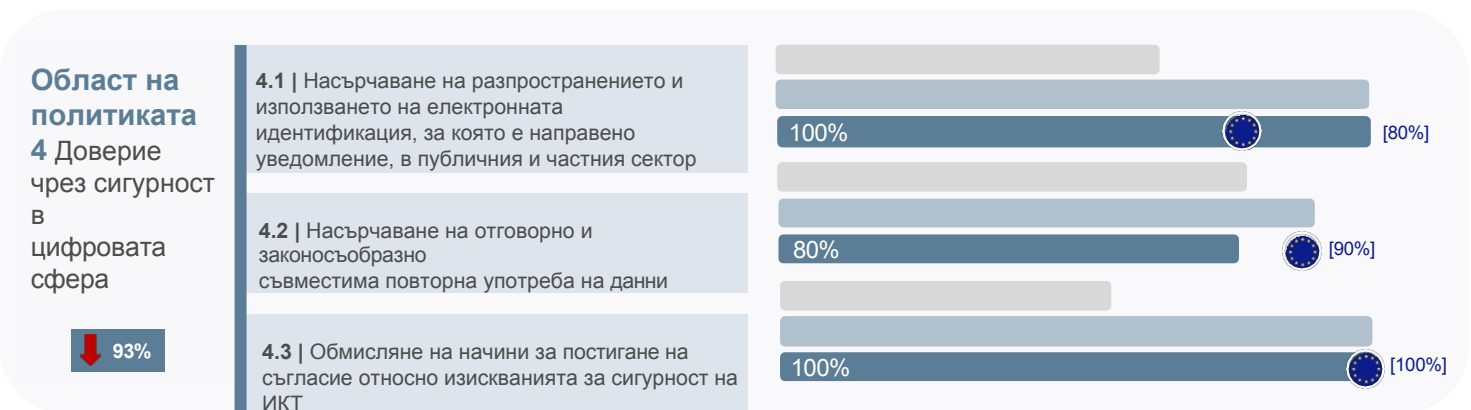 Област на
политиката
4 Доверие
чрез сигурност
в
цифровата
сфера
93%
4.1 | Насърчаване на разпространението и
използването на електронната
идентификация, за която е направено
уведомление, в публичния и частния сектор
100%
[80%]
4.2 | Насърчаване на отговорно и
законосъобразно
съвместима повторна употреба на данни
80%
[90%]
4.3 | Обмисляне на начини за постигане на
съгласие относно изискванията за сигурност на
ИКТ
100%
[100%]